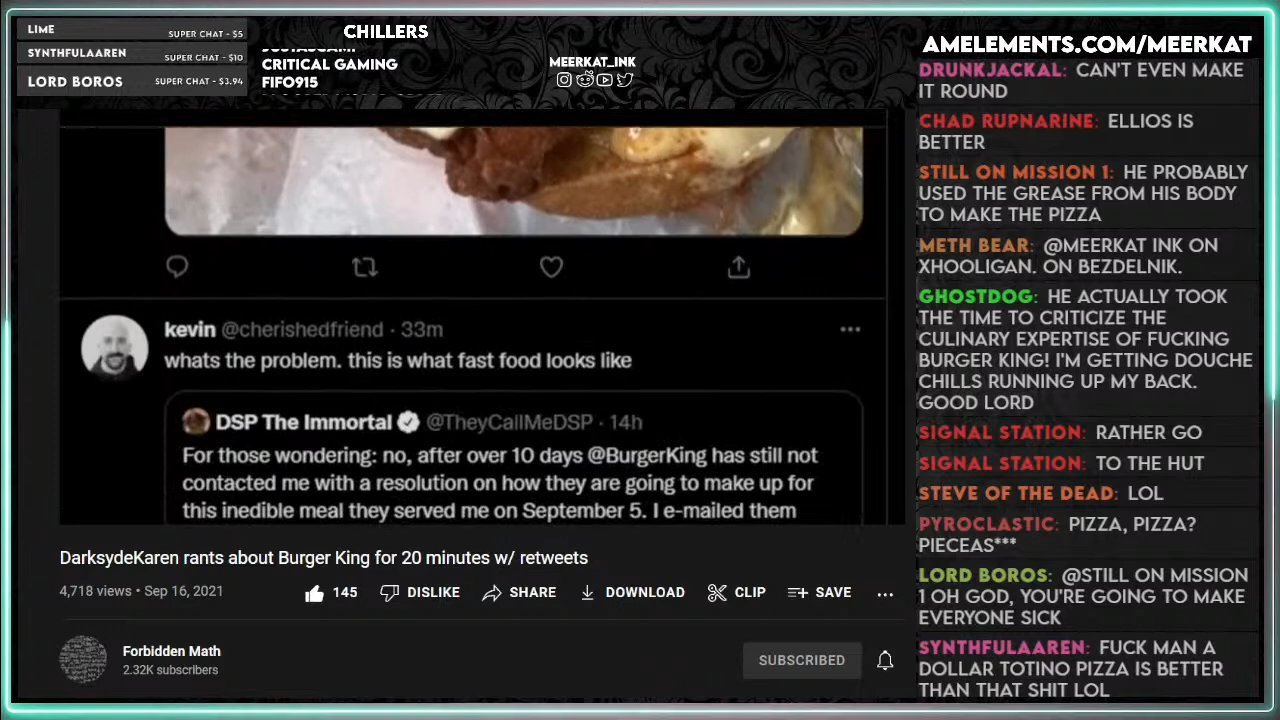 LIME SUPER CHAT - $5
SYNTHFULAAREN SUPER CHAT - $10
LORD BOROS SUPER CHAT - $3.94
CHILLERS
CRITICAL GAMING
FIFO915
MEERKAT_INK
AMELEMENTS.COM/MEERKAT
kevin @cherishedfriend · 33m
whats the problem. this is what fast food looks like
DSP The Immortal @TheyCallMeDSP · 14h
For those wondering: no, after over 10 days @BurgerKing has still not
contacted me with a resolution on how they are going to make up for
this inedible meal they served me on September 5. I e-mailed them
DarksydeKaren rants about Burger King for 20 minutes w/ retweets
4,718 views • Sep 16, 2021
145 DISLIKE SHARE DOWNLOAD CLIP SAVE
Forbidden Math
2.32K subscribers
SUBSCRIBED
DRUNKJACKAL: CAN'T EVEN MAKE
IT ROUND
CHAD RUPNARINE: ELLIOS IS
BETTER
STILL ON MISSION 1: HE PROBABLY
USED THE GREASE FROM HIS BODY
TO MAKE THE PIZZA
METH BEAR: @MEERKAT INK ON
XHOOLIGAN. ON BEZDELNIK.
GHOSTDOG: HE ACTUALLY TOOK
THE TIME TO CRITICIZE THE
CULINARY EXPERTISE OF FUCKING
BURGER KING! I'M GETTING DOUCHE
CHILLS RUNNING UP MY BACK.
GOOD LORD
SIGNAL STATION: RATHER GO
SIGNAL STATION: TO THE HUT
STEVE OF THE DEAD: LOL
PYROCLASTIC: PIZZA, PIZZA?
PIECEAS***
LORD BOROS: @STILL ON MISSION
1 OH GOD, YOU'RE GOING TO MAKE
EVERYONE SICK
SYNTHFULAAREN: FUCK MAN A
DOLLAR TOTINO PIZZA IS BETTER
THAN THAT SHIT LOL